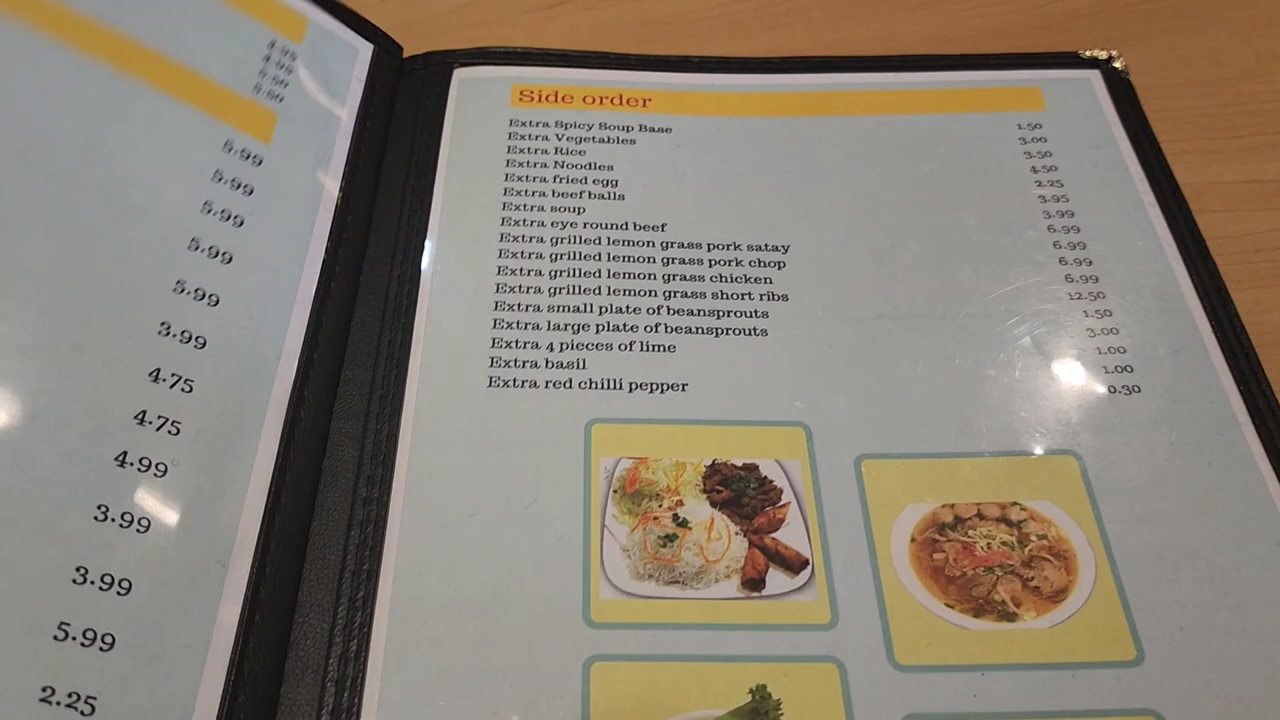 4.99
4.99
5.99
5.99
5.99
5.99
5.99
3.99
4.75
4.75
4.99
3.99
3.99
5.99
2.25
Side order
Extra Spicy Soup Base 1.50
Extra Vegetables 3.00
Extra Rice 3.50
Extra Noodles 4.50
Extra fried egg 2.25
Extra beef balls 3.95
Extra soup 3.99
Extra eye round beef 6.99
Extra grilled lemon grass pork satay 6.99
Extra grilled lemon grass pork chop 6.99
Extra grilled lemon grass chicken 6.99
Extra grilled lemon grass short ribs 12.50
Extra small plate of beansprouts 1.50
Extra large plate of beansprouts 3.00
Extra 4 pieces of lime 1.00
Extra basil 1.00
Extra red chilli pepper 0.30